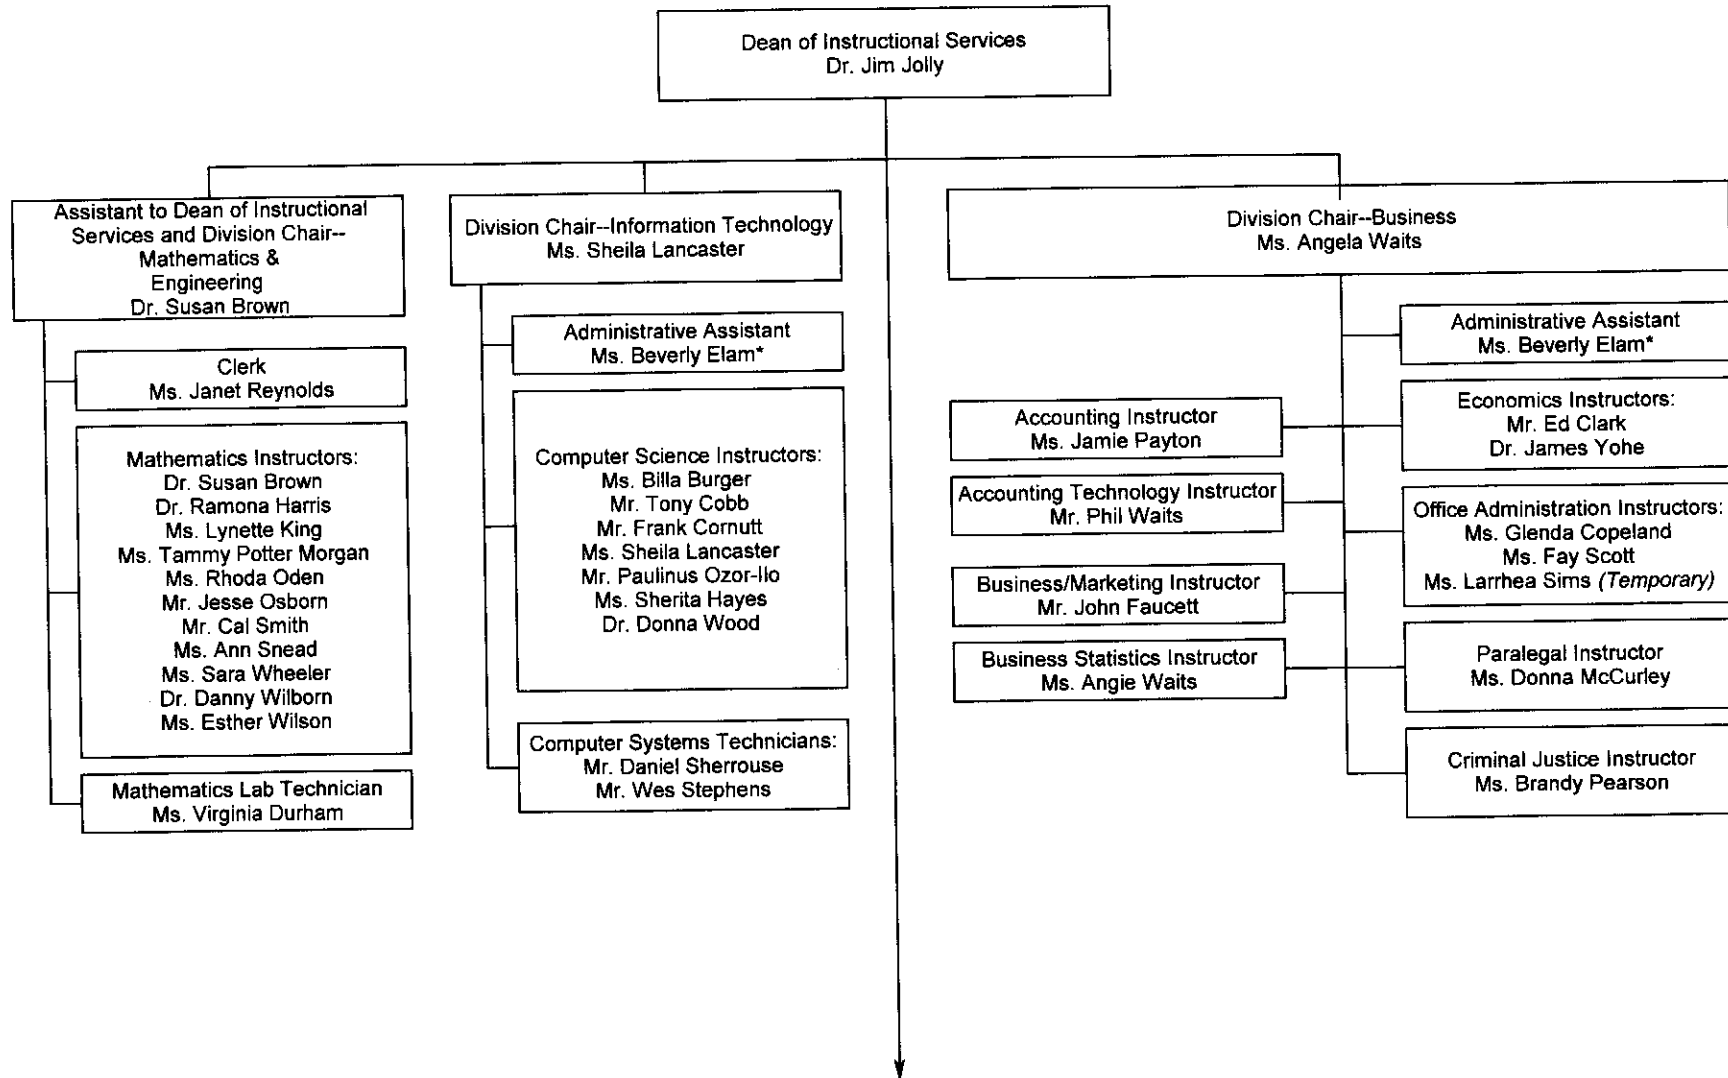 Dean of Instructional Services
Dr. Jim Jolly
Assistant to Dean of Instructional
Services and Division Chair--
Mathematics &
Engineering
Dr. Susan Brown
Clerk
Ms. Janet Reynolds
Mathematics Instructors:
Dr. Susan Brown
Dr. Ramona Harris
Ms. Lynette King
Ms. Tammy Potter Morgan
Ms. Rhoda Oden
Mr. Jesse Osborn
Mr. Cal Smith
Ms. Ann Snead
Ms. Sara Wheeler
Dr. Danny Wilborn
Ms. Esther Wilson
Mathematics Lab Technician
Ms. Virginia Durham
Division Chair--Information Technology
Ms. Sheila Lancaster
Administrative Assistant
Ms. Beverly Elam*
Computer Science Instructors:
Ms. Billa Burger
Mr. Tony Cobb
Mr. Frank Cornutt
Ms. Sheila Lancaster
Mr. Paulinus Ozor-Ilo
Ms. Sherita Hayes
Dr. Donna Wood
Computer Systems Technicians:
Mr. Daniel Sherrouse
Mr. Wes Stephens
Division Chair--Business
Ms. Angela Waits
Accounting Instructor
Ms. Jamie Payton
Accounting Technology Instructor
Mr. Phil Waits
Business/Marketing Instructor
Mr. John Faucett
Business Statistics Instructor
Ms. Angie Waits
Administrative Assistant
Ms. Beverly Elam*
Economics Instructors:
Mr. Ed Clark
Dr. James Yohe
Office Administration Instructors:
Ms. Glenda Copeland
Ms. Fay Scott
Ms. Larrhea Sims (Temporary)
Paralegal Instructor
Ms. Donna McCurley
Criminal Justice Instructor
Ms. Brandy Pearson